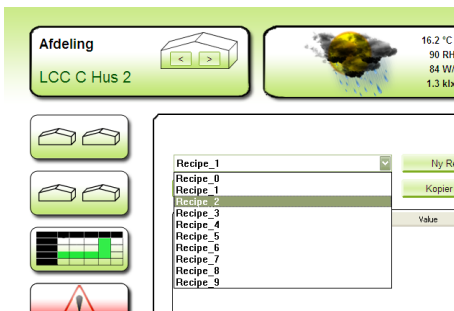 Afdeling
LCC C Hus 2
< >
16.2 °C
90 RH
84 W/
1.3 klx
Recipe_1
Ny Re
Recipe_0
Recipe_1
Recipe_2
Recipe_3
Recipe_4
Recipe_5
Recipe_6
Recipe_7
Recipe_8
Recipe_9
Kopier
Value